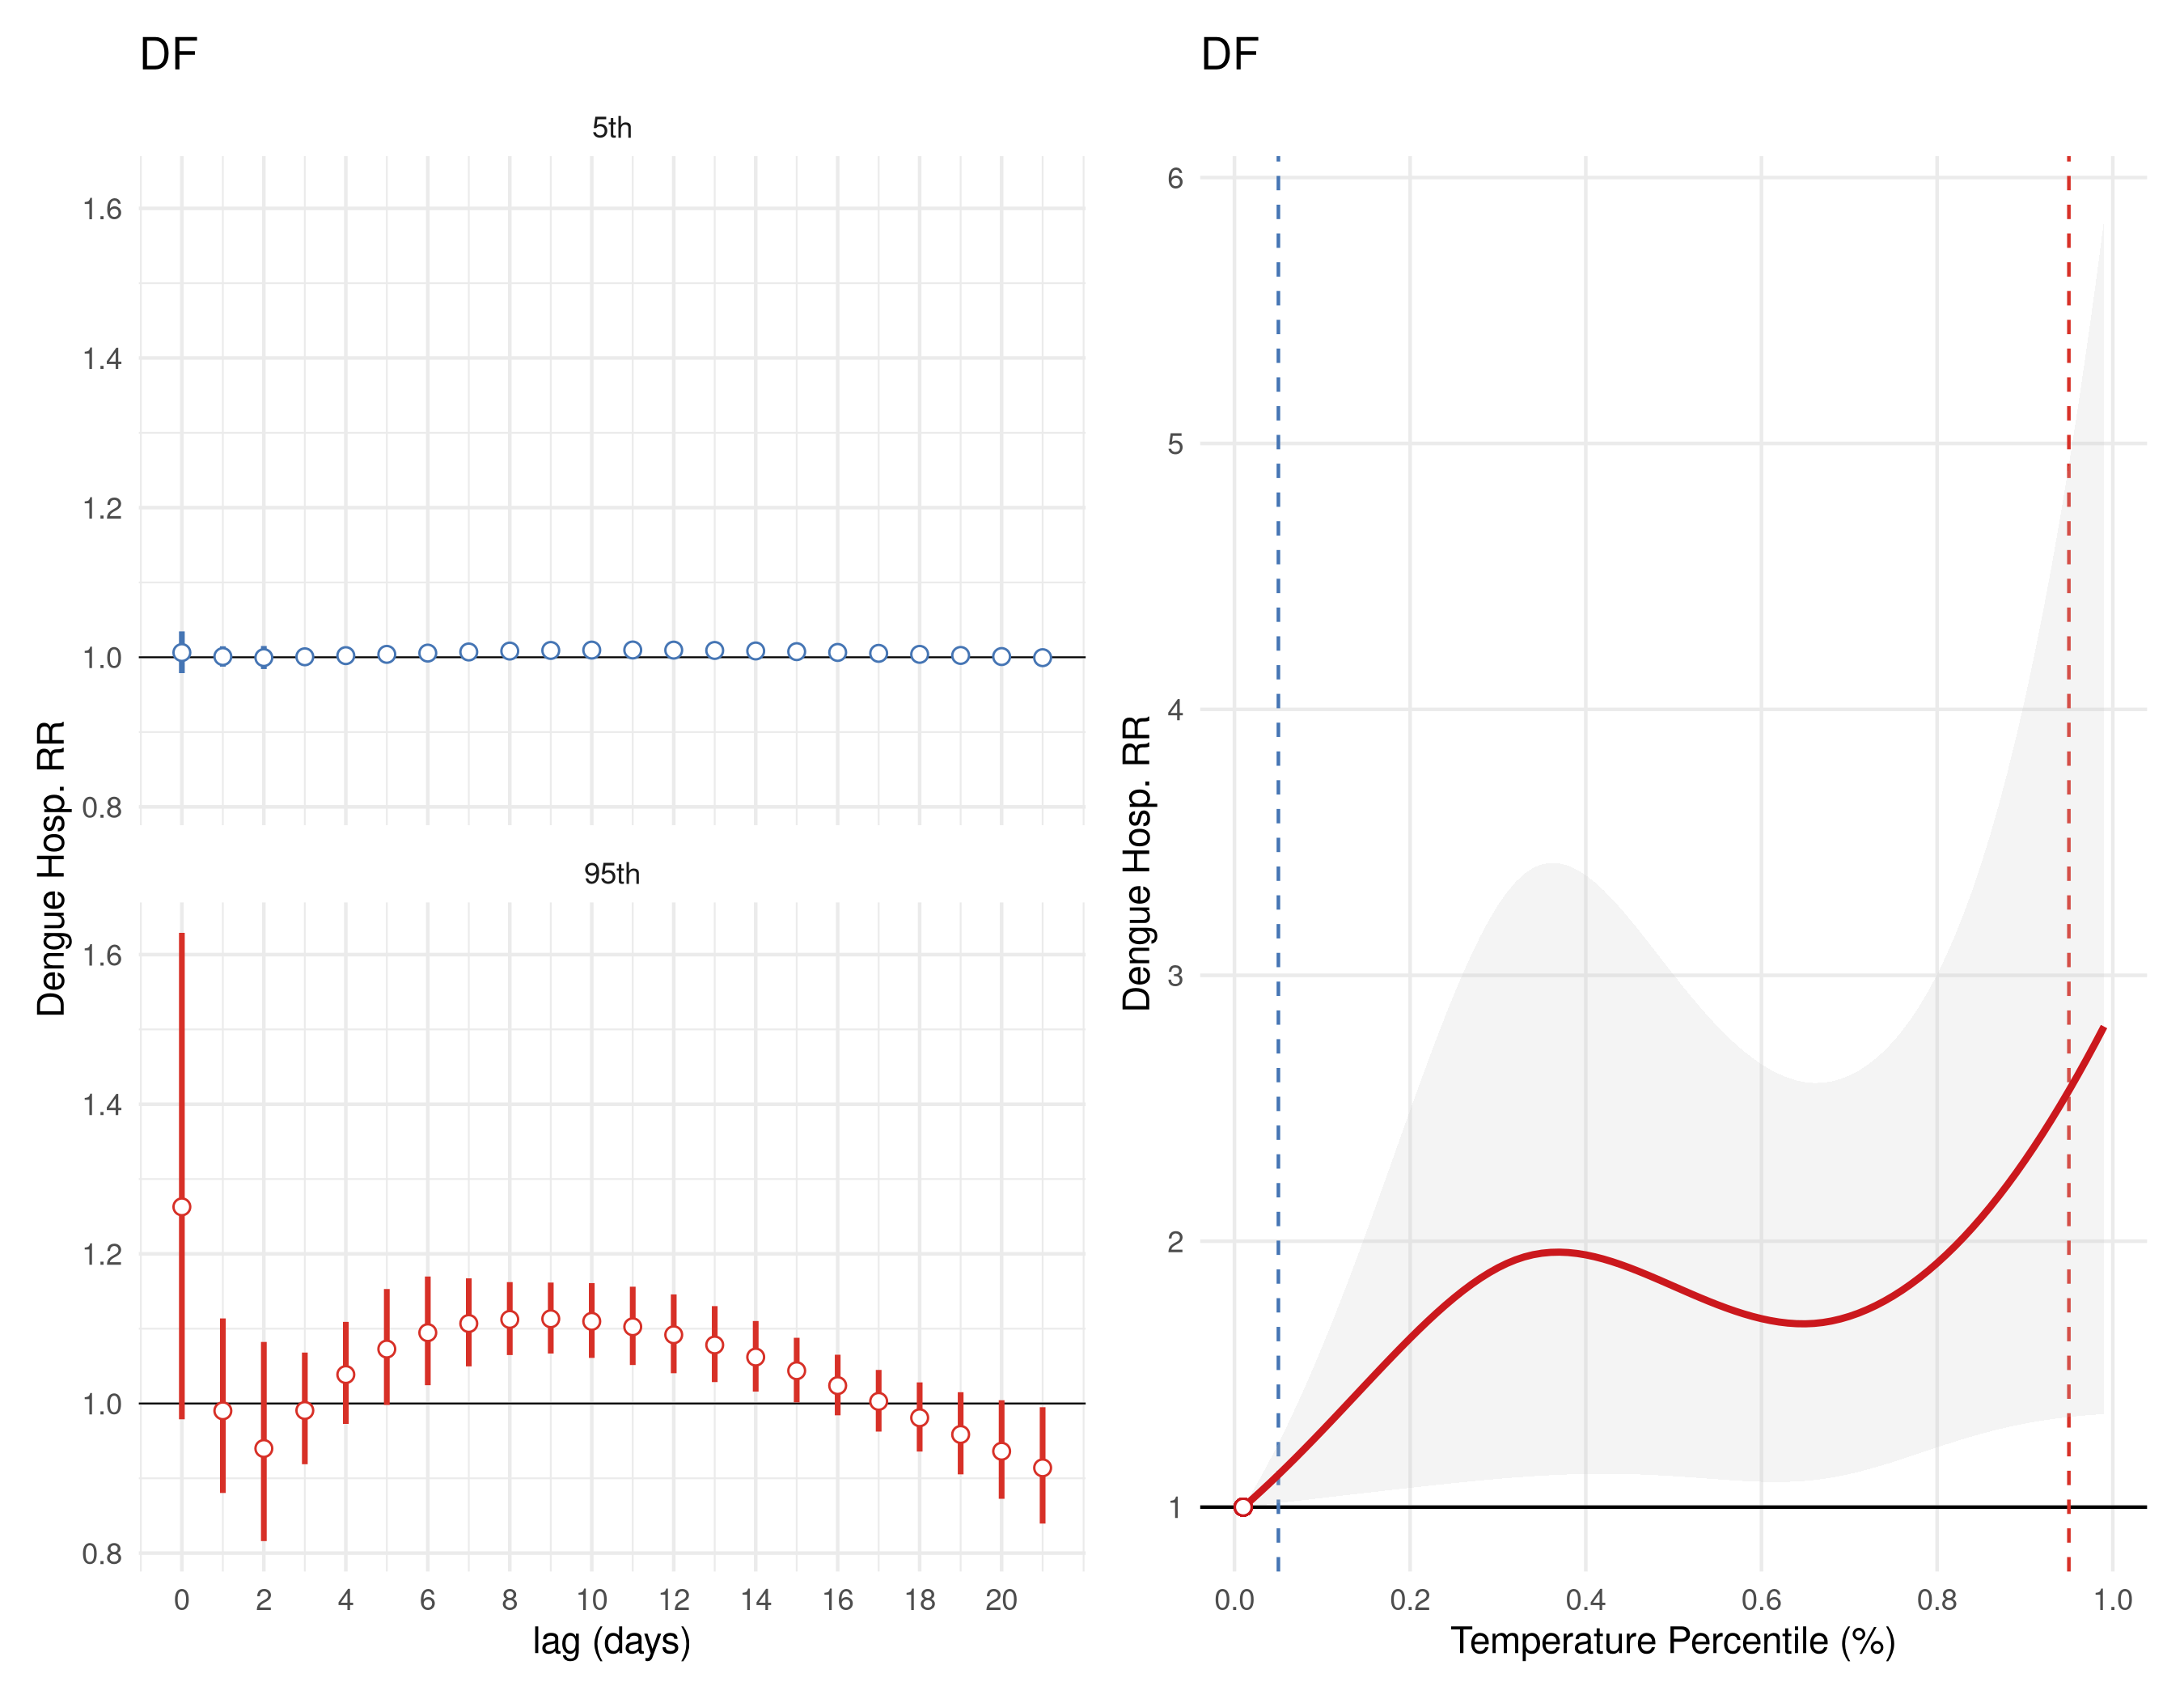 DF
5th
1.6
1.4
1.2
1.0
0.8
95th
1.6
1.4
1.2
1.0
0.8
0 2 4 6 8 10 12 14 16 18 20
lag (days)
Dengue Hosp. RR
DF
6
5
4
3
2
1
0.0 0.2 0.4 0.6 0.8 1.0
Temperature Percentile (%)
Dengue Hosp. RR